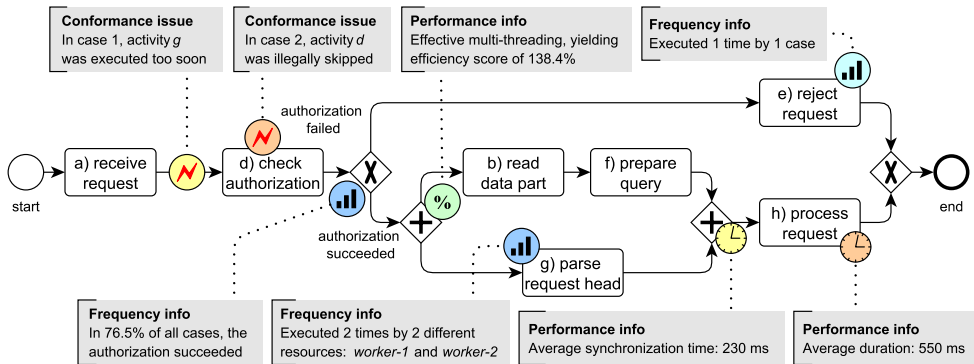 Conformance issue
In case 1, activity g
was executed too soon
Conformance issue
In case 2, activity d
was illegally skipped
Performance info
Effective multi-threading, yielding
efficiency score of 138.4%
Frequency info
Executed 1 time by 1 case
authorization
failed
e) reject
request
a) receive
request
d) check
authorization
X
b) read
data part
f) prepare
query
X
start
end
%
h) process
request
authorization
succeeded
g) parse
request head
Frequency info
In 76.5% of all cases, the
authorization succeeded
Frequency info
Executed 2 times by 2 different
resources: worker-1 and worker-2
Performance info
Average synchronization time: 230 ms
Performance info
Average duration: 550 ms